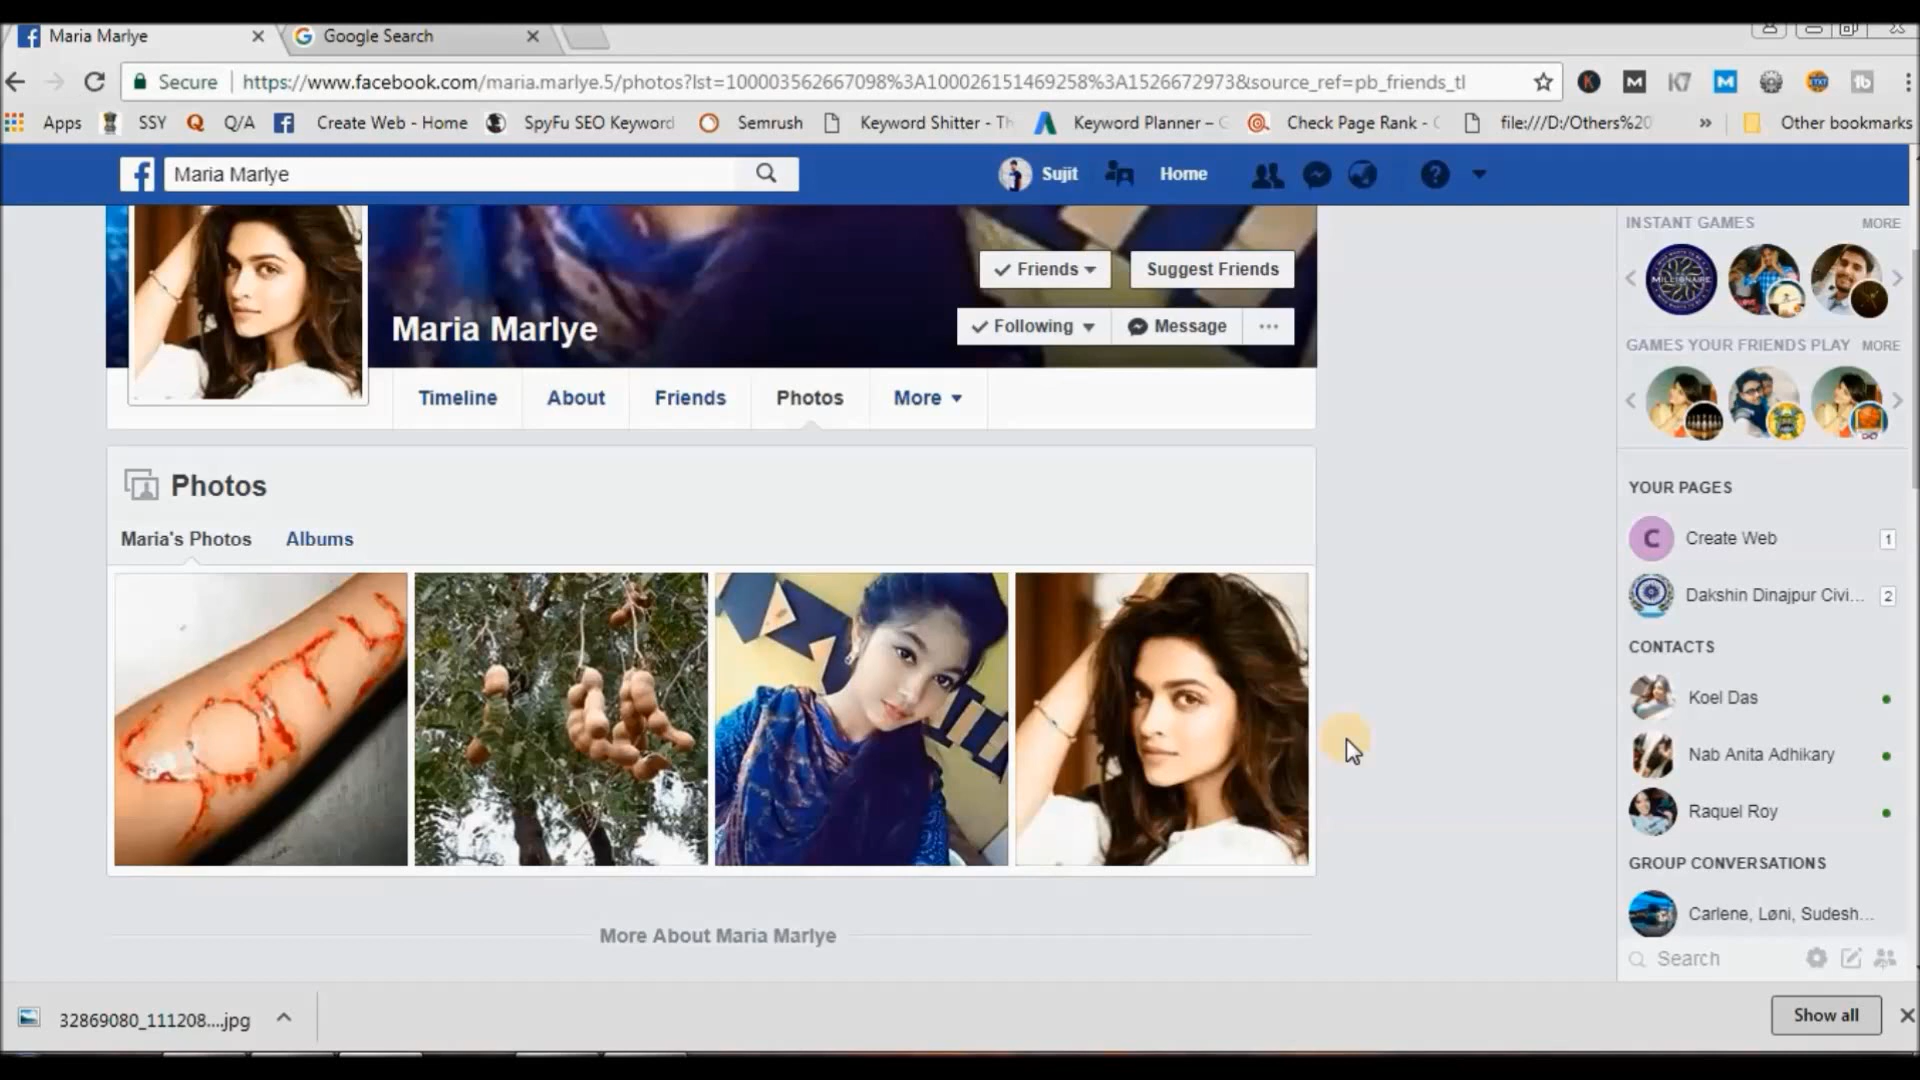 Maria Marlye
Google Search
Secure https://www.facebook.com/maria.marlye.5/photos?lst=100003562667098%3A100026151469258%3A1526672973&source_ref=pb_friends_tl
Apps SSY Q/A Create Web - Home SpyFu SEO Keyword Semrush Keyword Shitter - Th Keyword Planner – G Check Page Rank - file:///D:/Others%20 » Other bookmarks
Maria Marlye
Sujit Home
Friends Suggest Friends
Maria Marlye
Following Message ...
Timeline About Friends Photos More
Photos
Maria's Photos Albums
More About Maria Marlye
INSTANT GAMES MORE
MILLIONAIRE
GAMES YOUR FRIENDS PLAY MORE
YOUR PAGES
C Create Web 1
Dakshin Dinajpur Civi... 2
CONTACTS
Koel Das
Nab Anita Adhikary
Raquel Roy
GROUP CONVERSATIONS
Carlene, Løni, Sudesh...
Search
32869080_111208....jpg
Show all